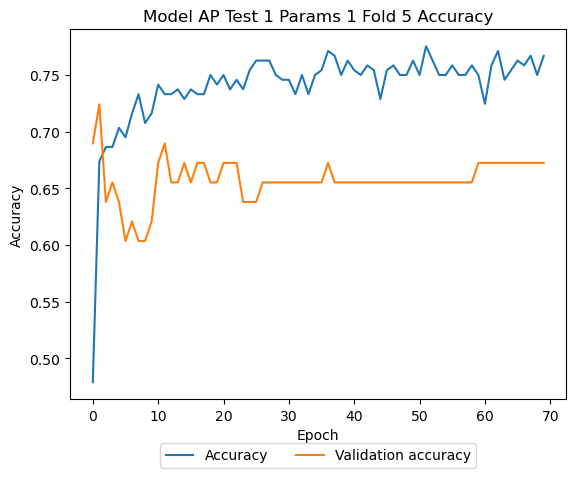 Model AP Test 1 Params 1 Fold 5 Accuracy
Accuracy
0.75
0.70
0.65
0.60
0.55
0.50
0 10 20 30 40 50 60 70
Epoch
Accuracy Validation accuracy